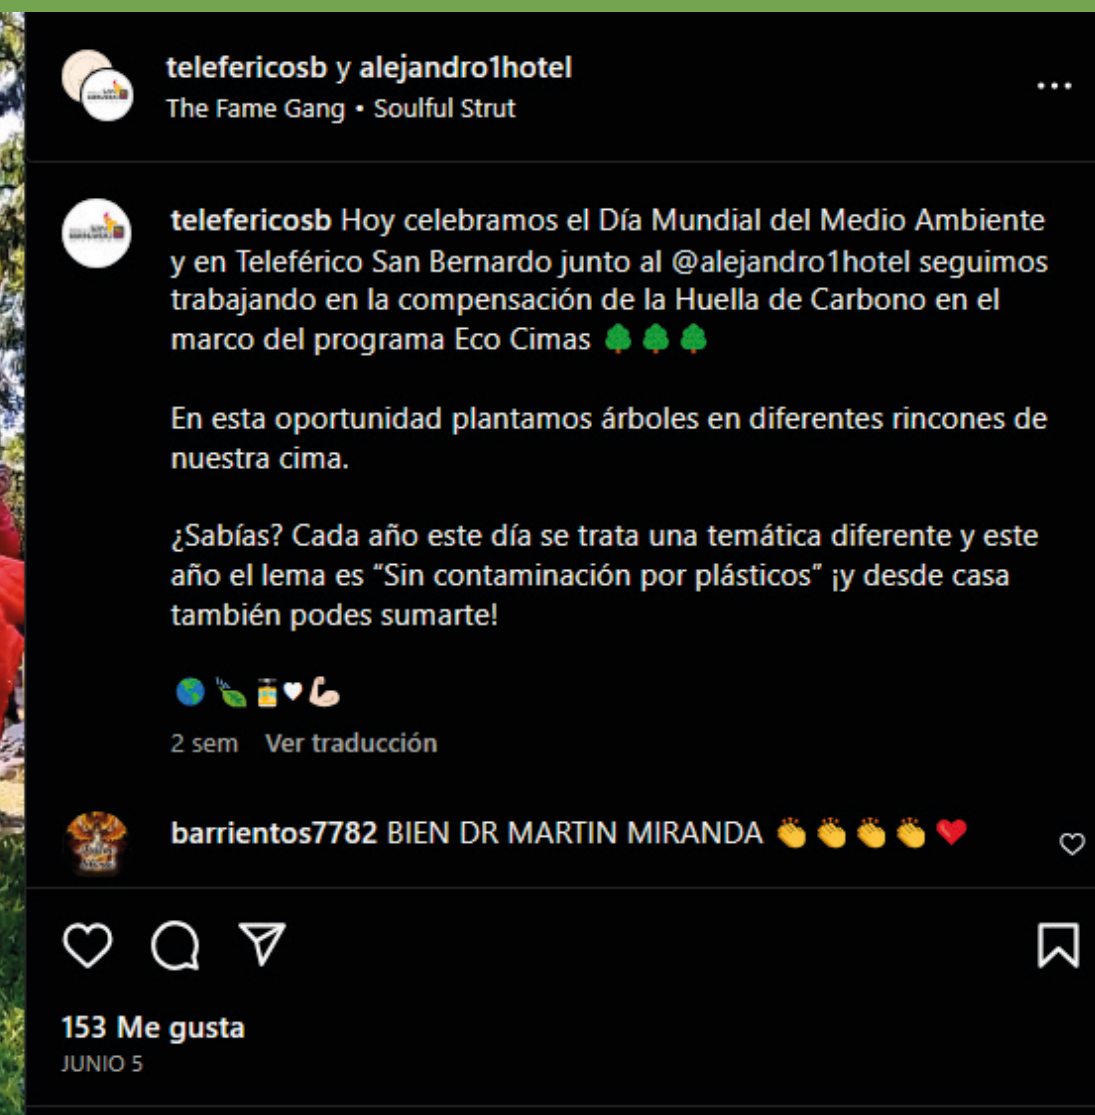 telefericosb y alejandro1hotel
The Fame Gang • Soulful Strut
telefericosb Hoy celebramos el Día Mundial del Medio Ambiente
y en Teleférico San Bernardo junto al @alejandro1hotel seguimos
trabajando en la compensación de la Huella de Carbono en el
marco del programa Eco Cimas 🌳🌳🌳
En esta oportunidad plantamos árboles en diferentes rincones de
nuestra cima.
¿Sabías? Cada año este día se trata una temática diferente y este
año el lema es “Sin contaminación por plásticos” ¡y desde casa
también podes sumarte!
🌎🍃🧴🤍💪🏻
2 sem Ver traducción
barrientos7782 BIEN DR MARTIN MIRANDA 👏👏👏👏❤️
153 Me gusta
JUNIO 5